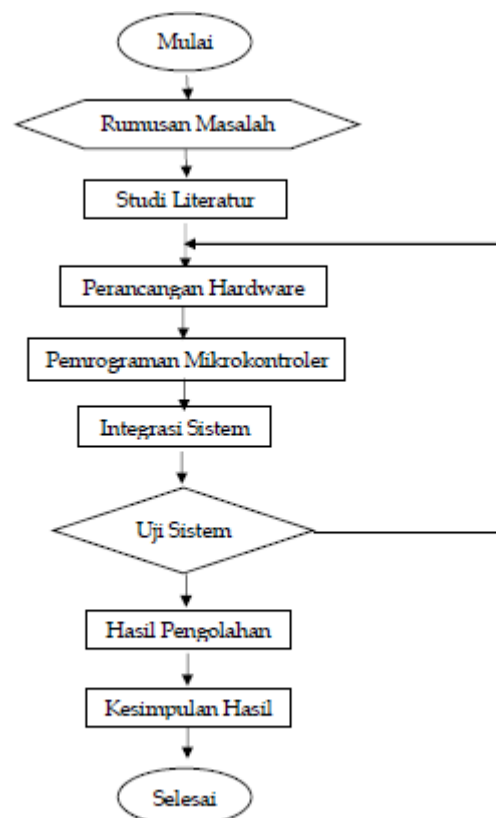 Mulai
Rumusan Masalah
Studi Literatur
Perancangan Hardware
Pemrograman Mikrokontroler
Integrasi Sistem
Uji Sistem
Hasil Pengolahan
Kesimpulan Hasil
Selesai